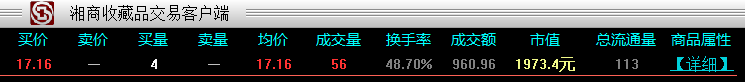 湘商收藏品交易客户端
买价 卖价 买量 卖量 均价 成交量 换手率 成交额 市值 总流通量 商品属性
17.16 — 4 — 17.16 56 48.70% 960.96 1973.4元 113 【详细】